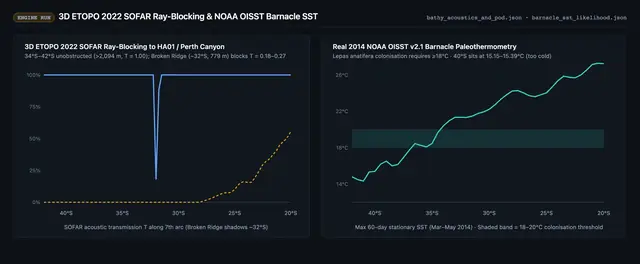 ENGINE RUN 3D ETOPO 2022 SOFAR Ray-Blocking & NOAA OISST Barnacle SST bathy_acoustics_and_pod.json · barnacle_sst_likelihood.json
3D ETOPO 2022 SOFAR Ray-Blocking to HA01 / Perth Canyon
34°S–42°S unobstructed (>2,094 m, T = 1.00); Broken Ridge (~32°S, 779 m) blocks T = 0.18–0.27
100%
75%
50%
25%
0%
40°S 35°S 30°S 25°S 20°S
SOFAR acoustic transmission T along 7th arc (Broken Ridge shadows ~32°S)
Real 2014 NOAA OISST v2.1 Barnacle Paleothermometry
Lepas anatifera colonisation requires ≥18°C · 40°S sits at 15.15–15.39°C (too cold)
26°C
22°C
18°C
14°C
40°S 35°S 30°S 25°S 20°S
Max 60-day stationary SST (Mar–May 2014) · Shaded band = 18–20°C colonisation threshold